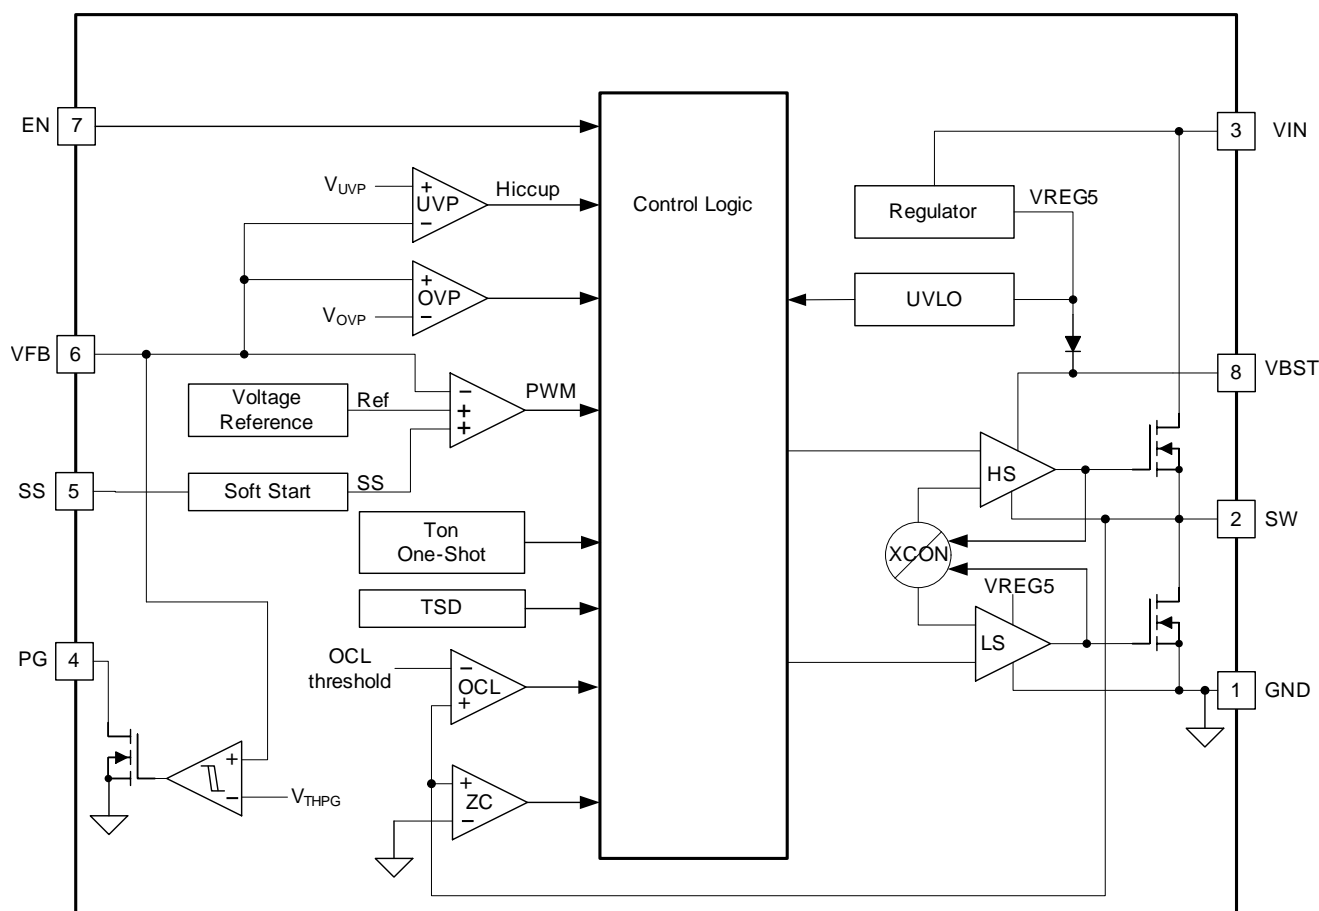 EN
7
3
VIN
VUVP
+
UVP
−
Hiccup
Control Logic
Regulator
VREG5
+
OVP
−
VOVP
UVLO
VFB
6
8
VBST
Voltage
Reference
Ref
−
+
+
PWM
SS
5
Soft Start
SS
HS
2
SW
Ton
One-Shot
XCON
TSD
VREG5
PG
4
OCL
threshold
−
OCL
+
LS
1
GND
+
−
VTHPG
+
ZC
−